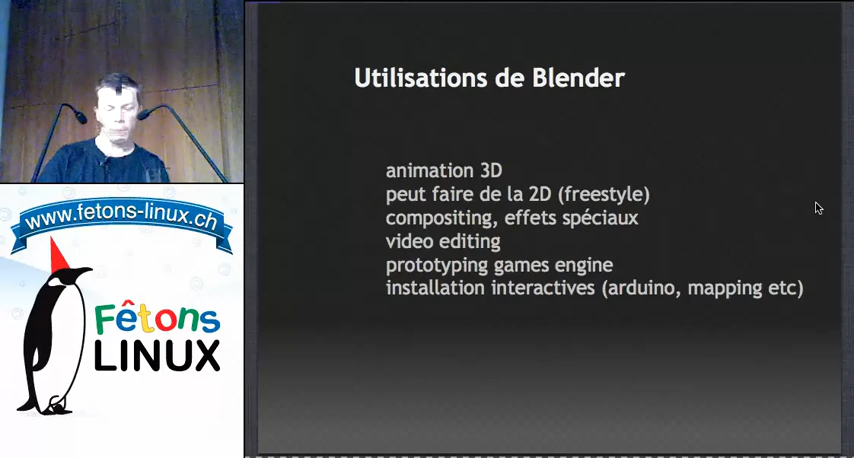 www.fetons-linux.ch
Fêtons
LINUX
Utilisations de Blender
animation 3D
peut faire de la 2D (freestyle)
compositing, effets spéciaux
video editing
prototyping games engine
installation interactives (arduino, mapping etc)